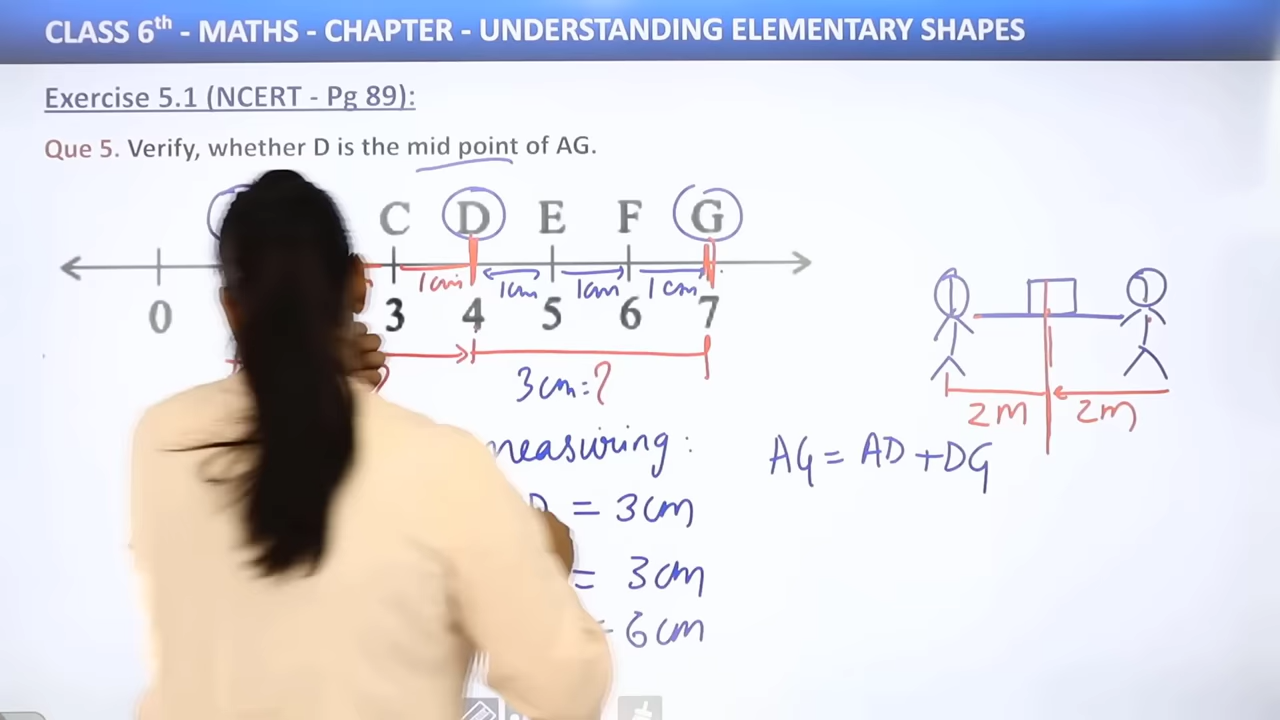 CLASS 6th - MATHS - CHAPTER - UNDERSTANDING ELEMENTARY SHAPES
Exercise 5.1 (NCERT - Pg 89):
Que 5. Verify, whether D is the mid point of AG.
C D E F G
1cm 1cm 1cm 1cm
0 3 4 5 6 7
3cm=?
2M 2M
measuring:
AG = AD + DG
= 3cm
= 3cm
6cm